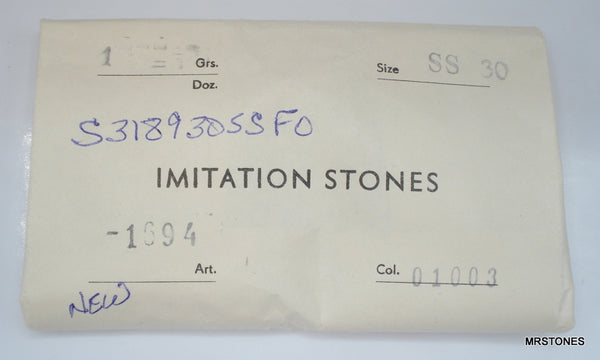 1 Grs.
Doz.
Size SS 30
S318930SSFO
IMITATION STONES
-1694
Art.
Col. 01003
NEW
MRSTONES